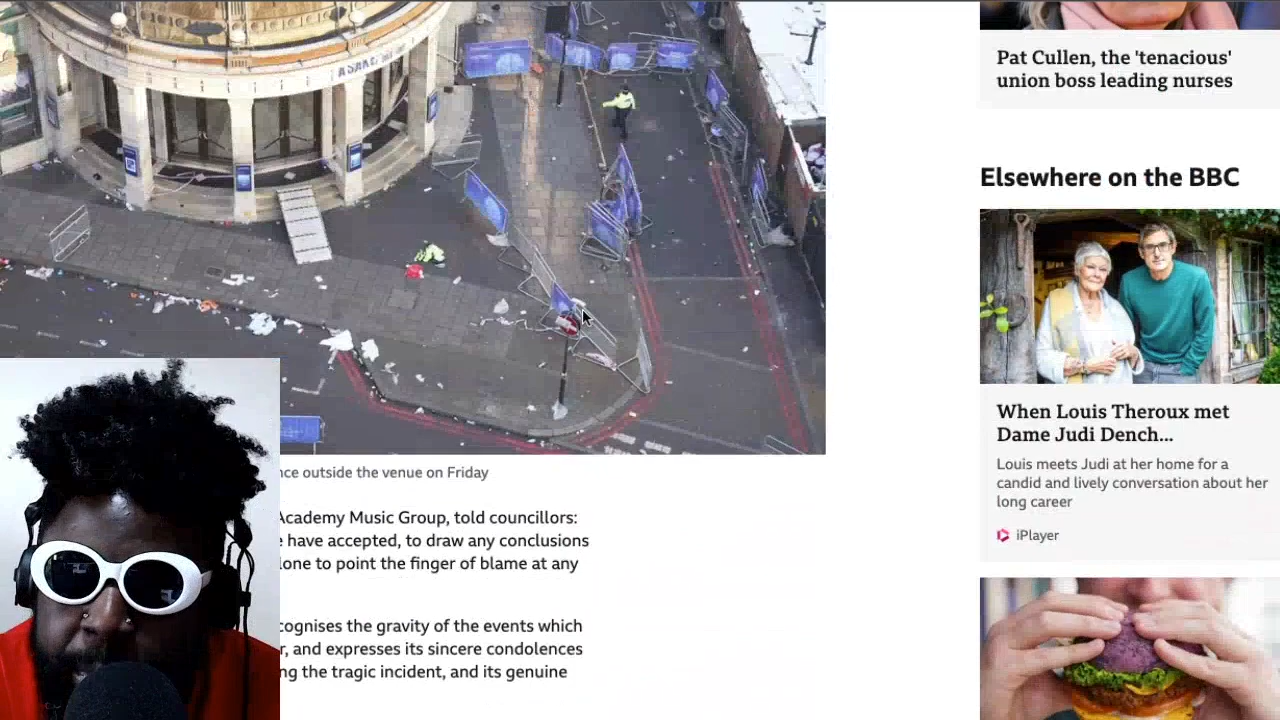 ASAKE
Pat Cullen, the 'tenacious'
union boss leading nurses
Elsewhere on the BBC
When Louis Theroux met
Dame Judi Dench...
Louis meets Judi at her home for a
candid and lively conversation about her
long career
iPlayer
nce outside the venue on Friday
Academy Music Group, told councillors:
have accepted, to draw any conclusions
lone to point the finger of blame at any
cognises the gravity of the events which
r, and expresses its sincere condolences
ng the tragic incident, and its genuine